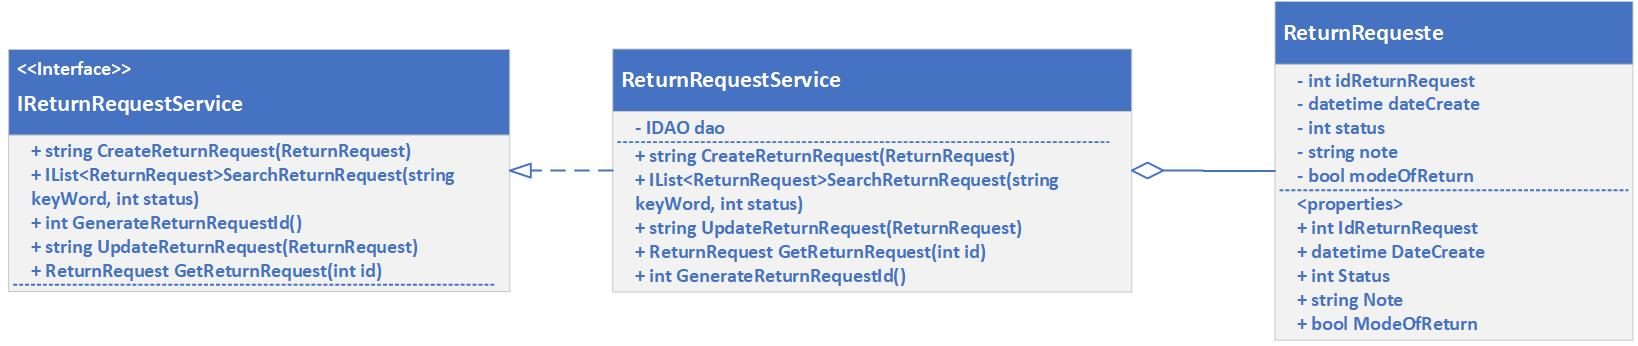 <<Interface>>
IReturnRequestService
+ string CreateReturnRequest(ReturnRequest)
+ IList<ReturnRequest>SearchReturnRequest(string
keyWord, int status)
+ int GenerateReturnRequestId()
+ string UpdateReturnRequest(ReturnRequest)
+ ReturnRequest GetReturnRequest(int id)
ReturnRequestService
- IDAO dao
+ string CreateReturnRequest(ReturnRequest)
+ IList<ReturnRequest>SearchReturnRequest(string
keyWord, int status)
+ string UpdateReturnRequest(ReturnRequest)
+ ReturnRequest GetReturnRequest(int id)
+ int GenerateReturnRequestId()
ReturnRequeste
- int idReturnRequest
- datetime dateCreate
- int status
- string note
- bool modeOfReturn
<properties>
+ int IdReturnRequest
+ datetime DateCreate
+ int Status
+ string Note
+ bool ModeOfReturn